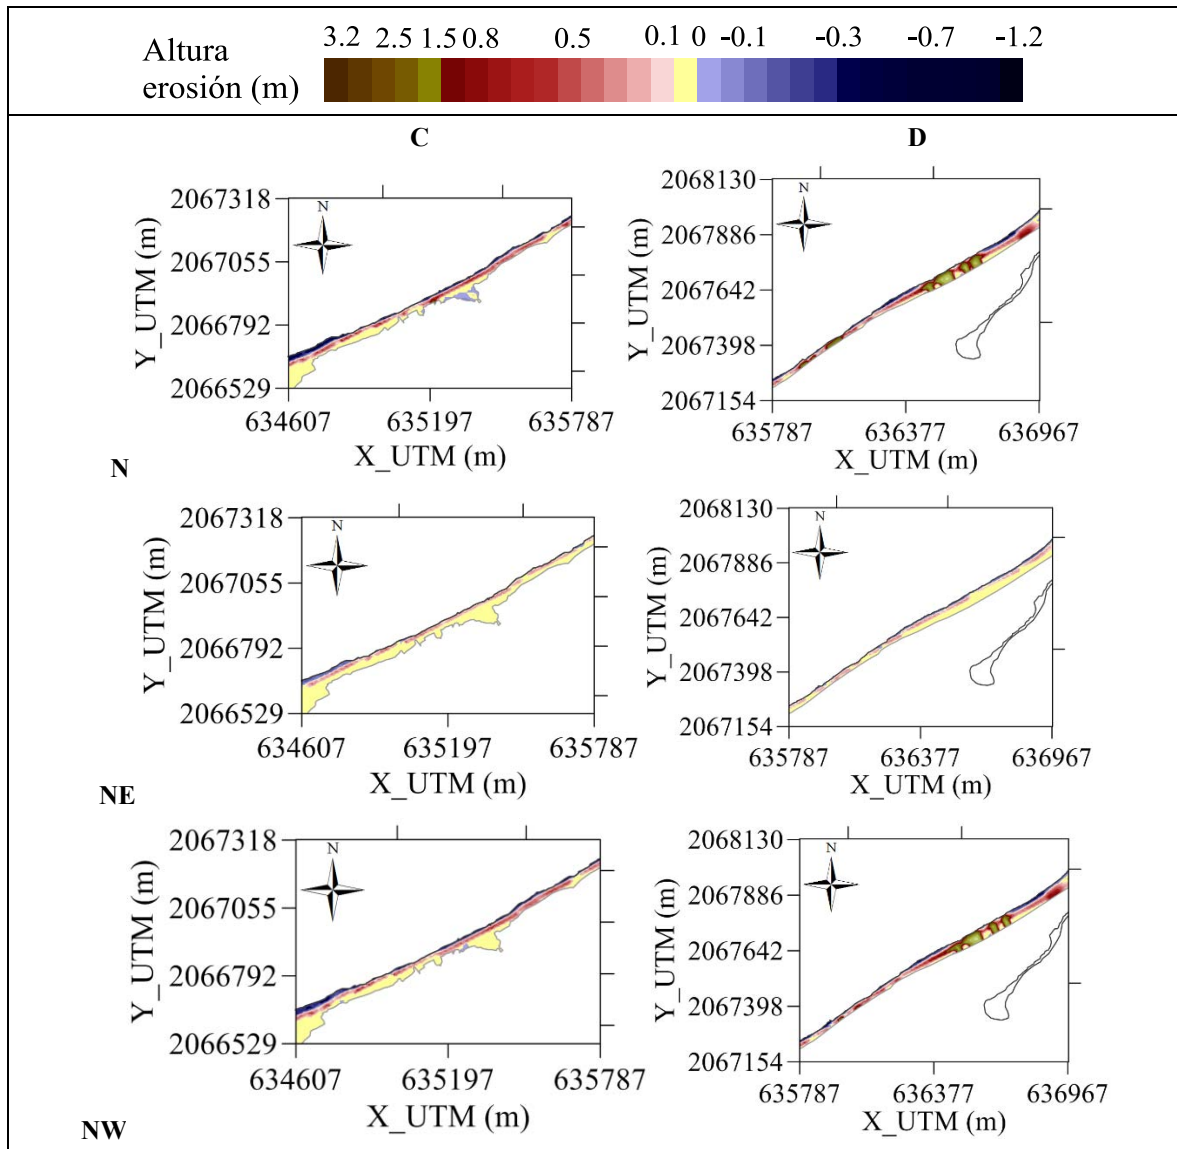 Altura
erosión (m)
3.2 2.5 1.5 0.8 0.5 0.1 0 -0.1 -0.3 -0.7 -1.2
C
D
N
Y_UTM (m)
2067318
2067055
2066792
2066529
634607 635197 635787
X_UTM (m)
N
Y_UTM (m)
2068130
2067886
2067642
2067398
2067154
635787 636377 636967
X_UTM (m)
N
N
Y_UTM (m)
2067318
2067055
2066792
2066529
634607 635197 635787
X_UTM (m)
N
Y_UTM (m)
2068130
2067886
2067642
2067398
2067154
635787 636377 636967
X_UTM (m)
NE
N
Y_UTM (m)
2067318
2067055
2066792
2066529
634607 635197 635787
X_UTM (m)
N
Y_UTM (m)
2068130
2067886
2067642
2067398
2067154
635787 636377 636967
X_UTM (m)
NW